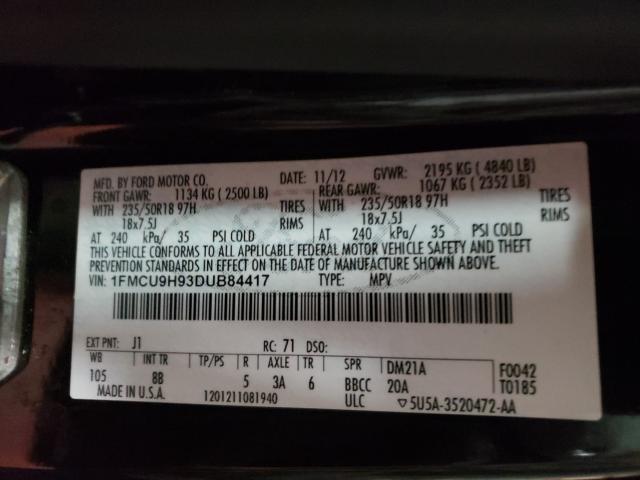 MFD. BY FORD MOTOR CO. DATE: 11/12 GVWR: 2195 KG ( 4840 LB)
FRONT GAWR: 1134 KG ( 2500 LB) REAR GAWR: 1067 KG ( 2352 LB)
WITH 235/50R18 97H TIRES WITH 235/50R18 97H TIRES
18x7.5J RIMS 18x7.5J RIMS
AT 240 kPa/ 35 PSI COLD AT 240 kPa/ 35 PSI COLD
THIS VEHICLE CONFORMS TO ALL APPLICABLE FEDERAL MOTOR VEHICLE SAFETY AND THEFT
PREVENTION STANDARDS IN EFFECT ON THE DATE OF MANUFACTURE SHOWN ABOVE.
VIN: 1FMCU9H93DUB84417 TYPE: MPV
EXT PNT: J1 RC: 71 DSO:
WB INT TR TP/PS R AXLE TR SPR DM21A F0042
105 8B 5 3A 6 BBCC 20A T0185
MADE IN U.S.A. 1201211081940 ULC ▽5U5A-3520472-AA